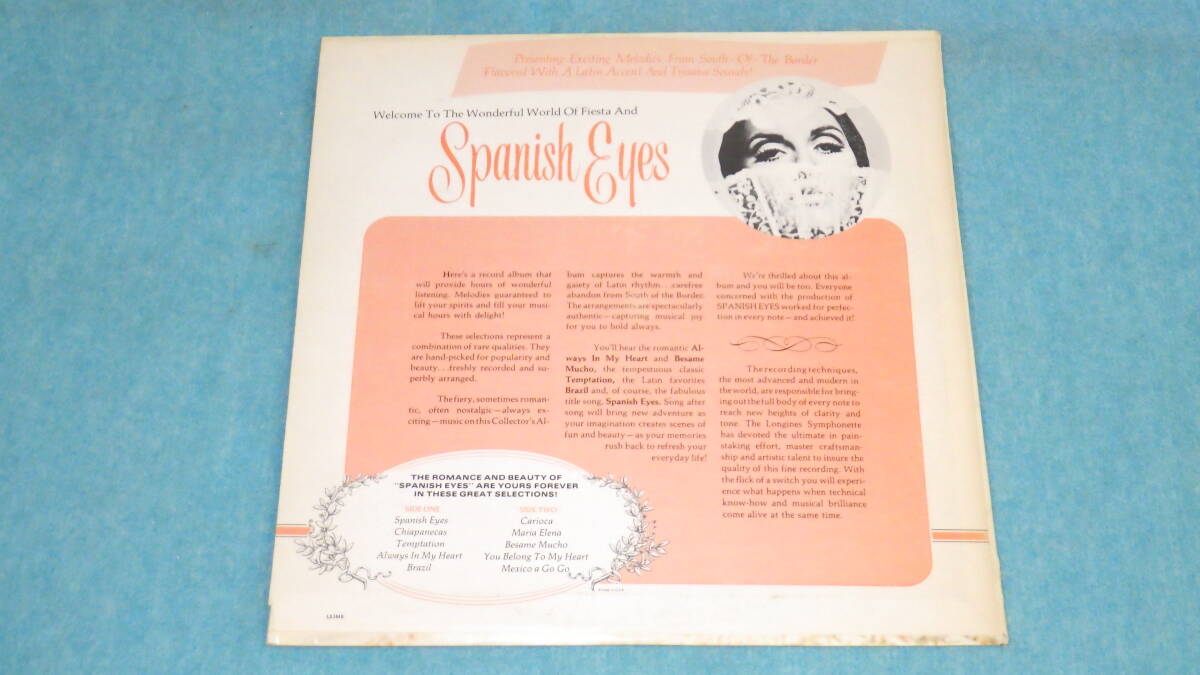 Presenting Exciting Melodies From South-Of-The Border
Flavored With A Latin Accent And Tijuana Sounds!
Welcome To The Wonderful World Of Fiesta And
Spanish Eyes
Here's a record album that
will provide hours of wonderful
listening. Melodies guaranteed to
lift your spirits and fill your musi-
cal hours with delight!
These selections represent a
combination of rare qualities. They
are hand-picked for popularity and
beauty...freshly recorded and su-
perbly arranged.
The fiery, sometimes roman-
tic, often nostalgic—always ex-
citing—music on this Collector's Al-
bum captures the warmth and
gaiety of Latin rhythm...carefree
abandon from South of the Border.
The arrangements are spectacularly
authentic—capturing musical joy
for you to hold always.
You'll hear the romantic Al-
ways In My Heart and Besame
Mucho, the tempestuous classic
Temptation, the Latin favorites
Brazil and, of course, the fabulous
title song, Spanish Eyes. Song after
song will bring new adventure as
your imagination creates scenes of
fun and beauty—as your memories
rush back to refresh your
everyday life!
We're thrilled about this al-
bum and you will be too. Everyone
concerned with the production of
SPANISH EYES worked for perfec-
tion in every note—and achieved it!
The recording techniques,
the most advanced and modern in
the world, are responsible for bring-
ing out the full body of every note to
reach new heights of clarity and
tone. The Longines Symphonette
has devoted the ultimate in pain-
staking effort, master craftsman-
ship and artistic talent to insure the
quality of this fine recording. With
the flick of a switch you will experi-
ence what happens when technical
know-how and musical brilliance
come alive at the same time.
THE ROMANCE AND BEAUTY OF
"SPANISH EYES" ARE YOURS FOREVER
IN THESE GREAT SELECTIONS!
SIDE ONE
Spanish Eyes
Chiapanecas
Temptation
Always In My Heart
Brazil
SIDE TWO
Carioca
Maria Elena
Besame Mucho
You Belong To My Heart
Mexico a Go Go